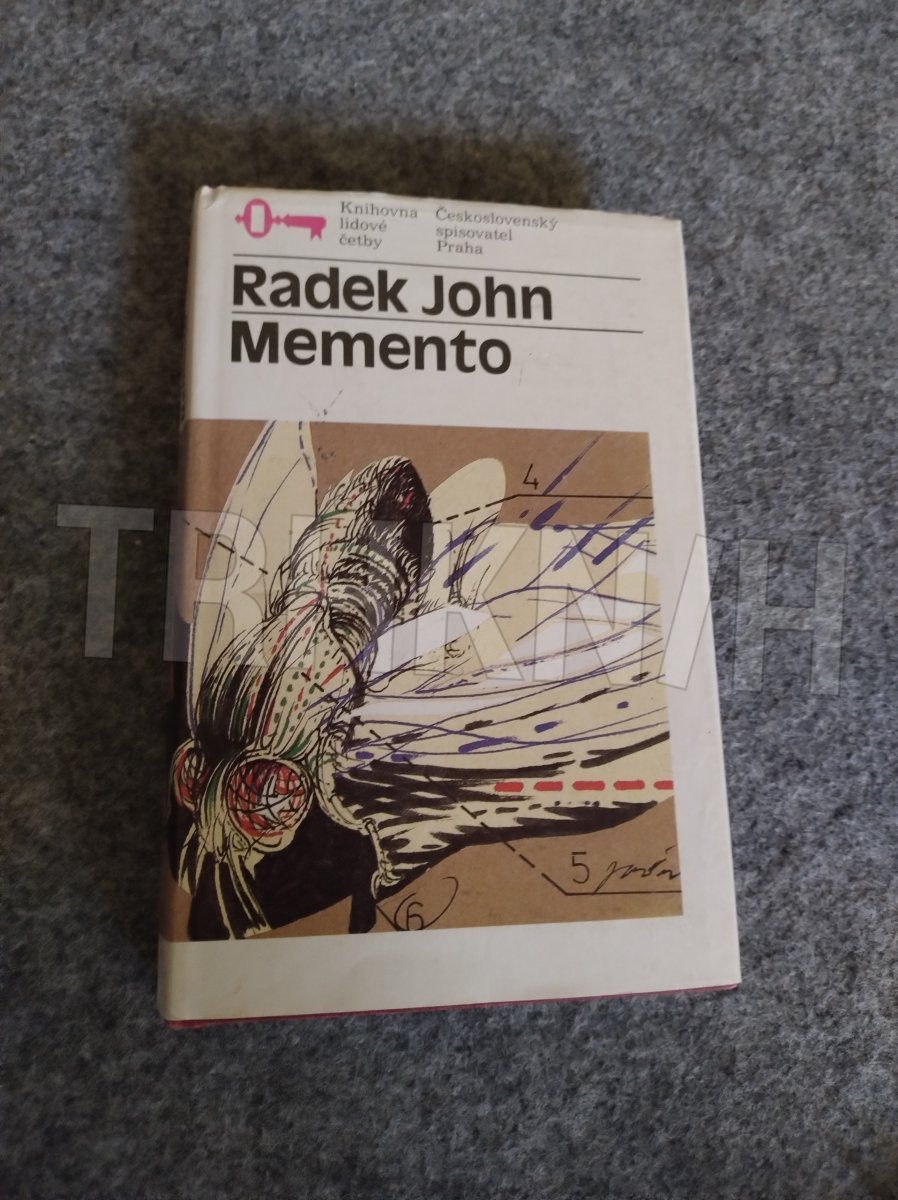 Knihovna
lidové
četby
Československý
spisovatel
Praha
Radek John
Memento
4
5
6